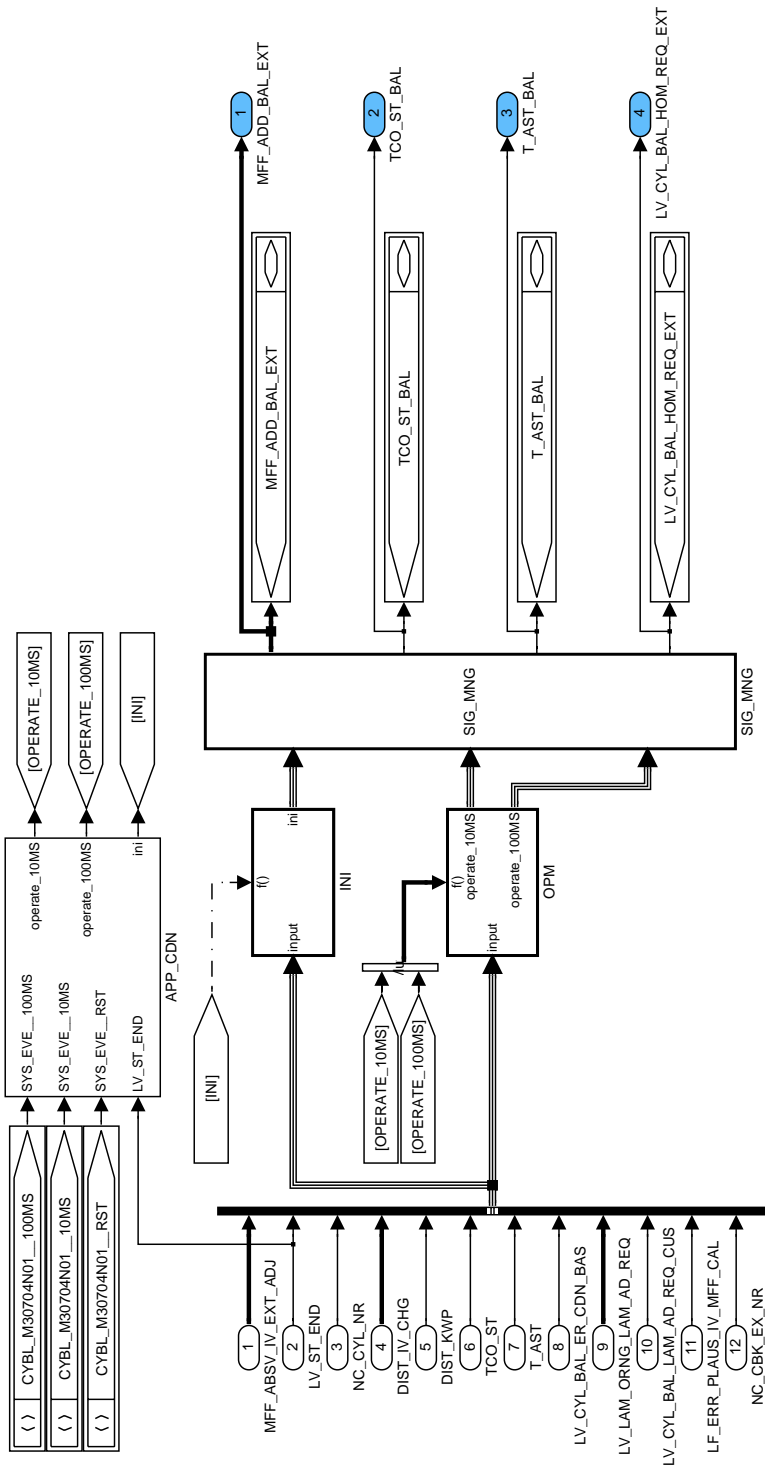 CYBL_M30704N01__100MS
CYBL_M30704N01__10MS
CYBL_M30704N01__RST
SYS_EVE__100MS
SYS_EVE__10MS
SYS_EVE__RST
LV_ST_END
operate_10MS
operate_100MS
ini
APP_CDN
[OPERATE_10MS]
[OPERATE_100MS]
[INI]
[INI]
f()
input
ini
INI
[OPERATE_10MS]
[OPERATE_100MS]
f()
input
operate_10MS
operate_100MS
OPM
SIG_MNG
SIG_MNG
1
MFF_ABSV_IV_EXT_ADJ
2
LV_ST_END
3
NC_CYL_NR
4
DIST_IV_CHG
5
DIST_KWP
6
TCO_ST
7
T_AST
8
LV_CYL_BAL_ER_CDN_BAS
9
LV_LAM_ORNG_LAM_AD_REQ
10
LV_CYL_BAL_LAM_AD_REQ_CUS
11
LF_ERR_PLAUS_IV_MFF_CAL
12
NC_CBK_EX_NR
MFF_ADD_BAL_EXT
TCO_ST_BAL
T_AST_BAL
LV_CYL_BAL_HOM_REQ_EXT
1
MFF_ADD_BAL_EXT
2
TCO_ST_BAL
3
T_AST_BAL
4
LV_CYL_BAL_HOM_REQ_EXT